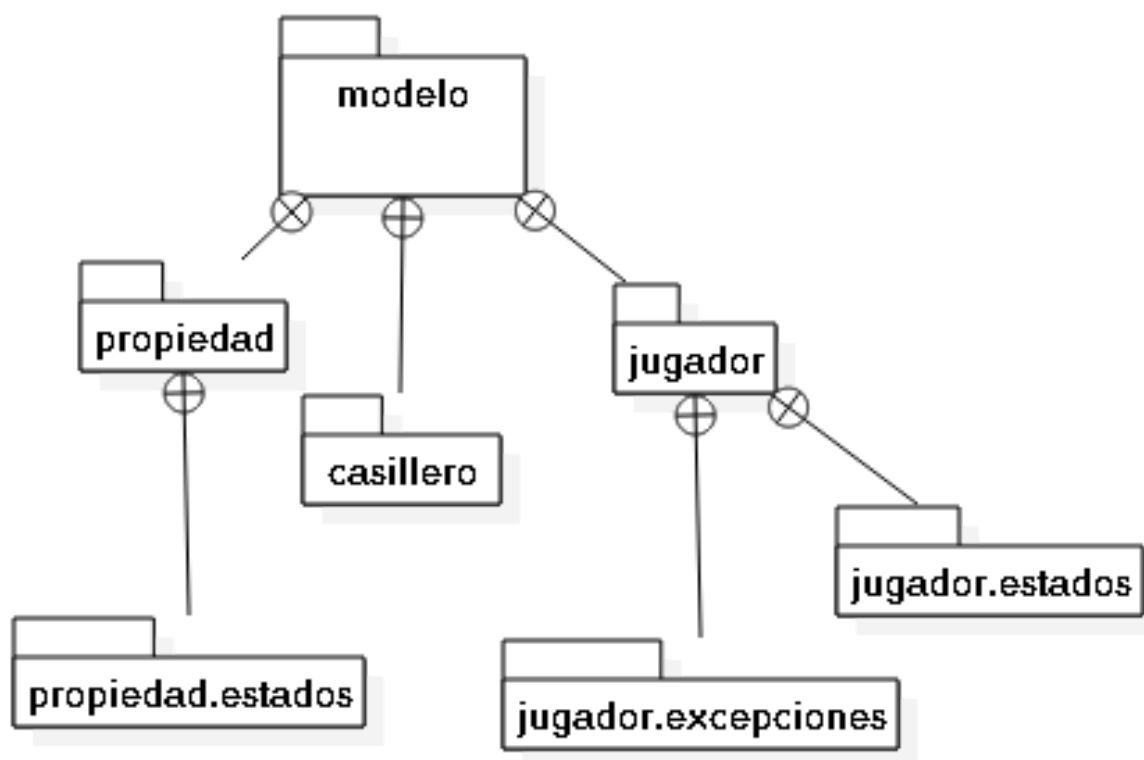 modelo
propiedad
jugador
casillero
jugador.estados
propiedad.estados
jugador.excepciones